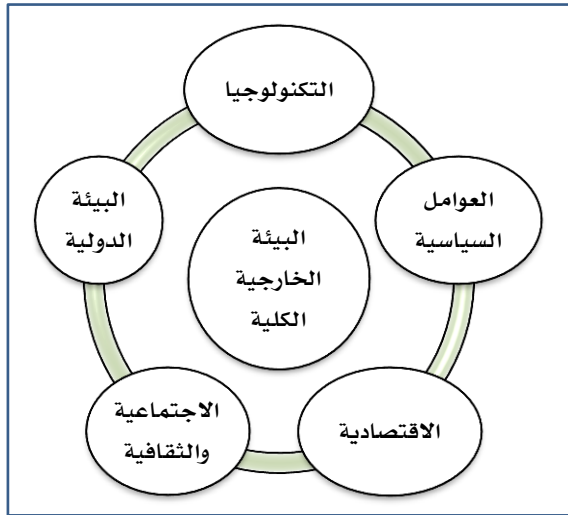 التكنولوجيا
العوامل
السياسية
البيئة
الدولية
البيئة
الخارجية
الكلية
الاقتصادية
الاجتماعية
والثقافية